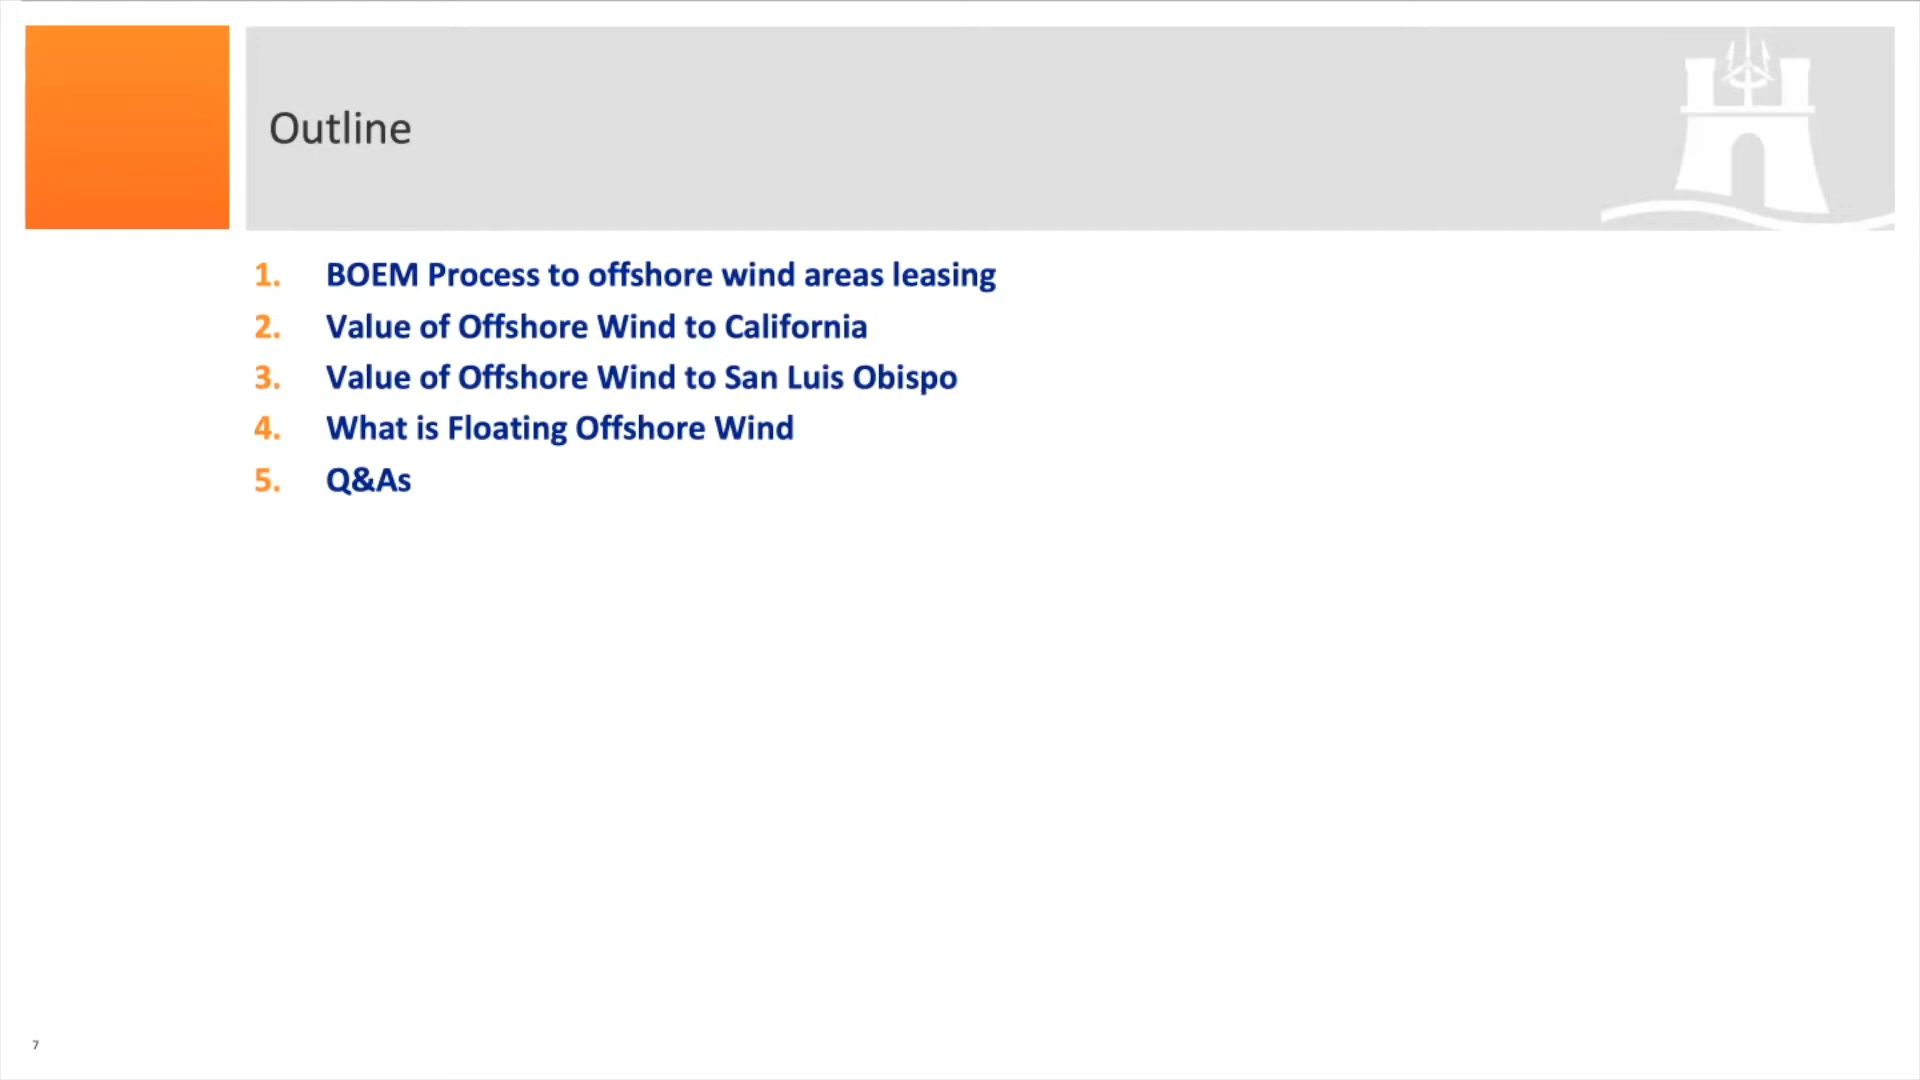 Outline
1. BOEM Process to offshore wind areas leasing
2. Value of Offshore Wind to California
3. Value of Offshore Wind to San Luis Obispo
4. What is Floating Offshore Wind
5. Q&As
7